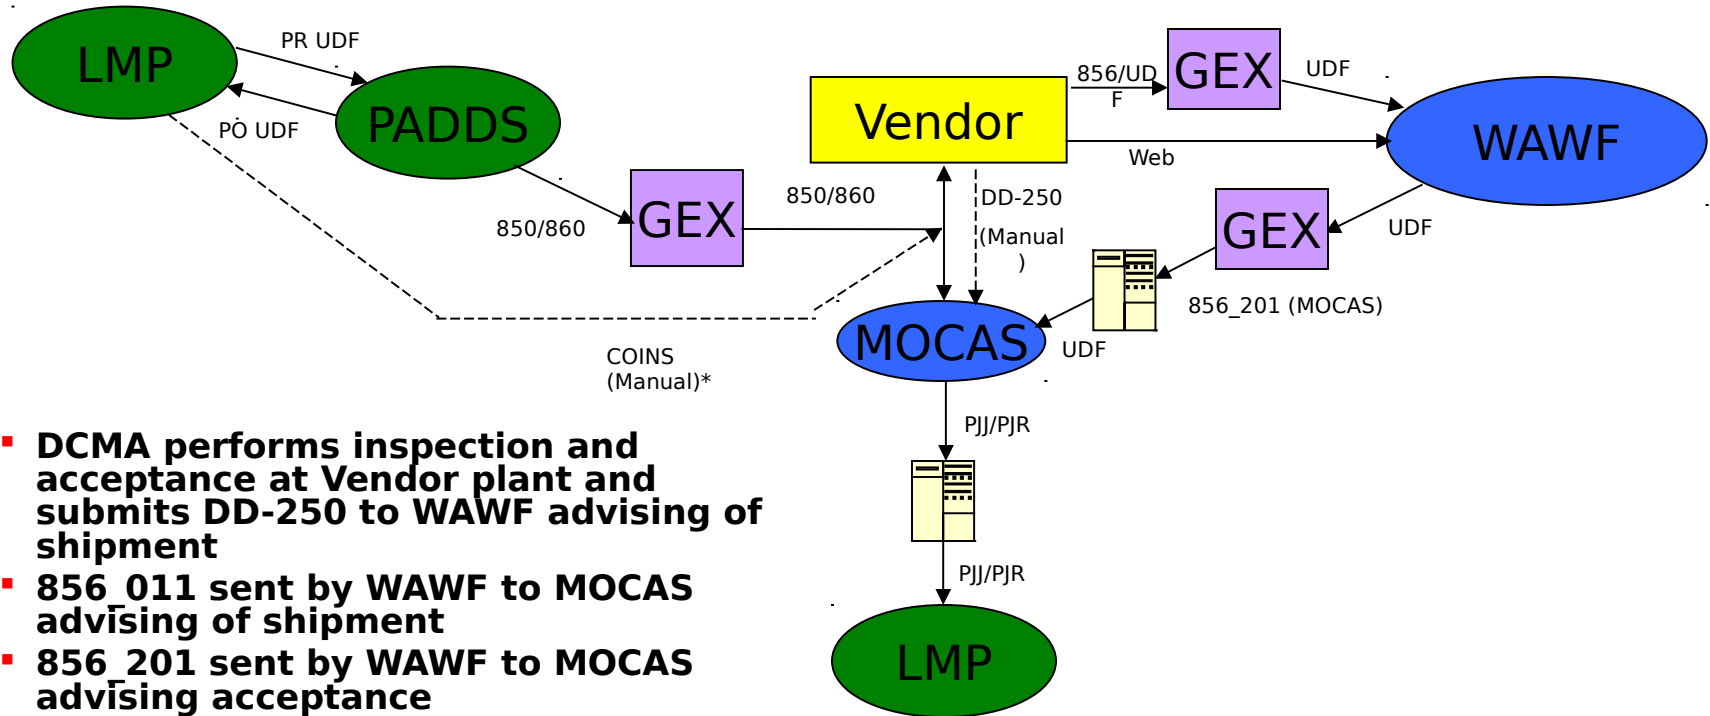 LMP
PR UDF
PO UDF
PADDS
850/860
GEX
850/860
Vendor
856/UD
F
GEX
UDF
Web
WAWF
DD-250
(Manual
)
GEX
UDF
856_201 (MOCAS)
UDF
MOCAS
COINS
(Manual)*
PJJ/PJR
PJJ/PJR
LMP
▪ DCMA performs inspection and
acceptance at Vendor plant and
submits DD-250 to WAWF advising of
shipment
▪ 856_011 sent by WAWF to MOCAS
advising of shipment
▪ 856_201 sent by WAWF to MOCAS
advising acceptance